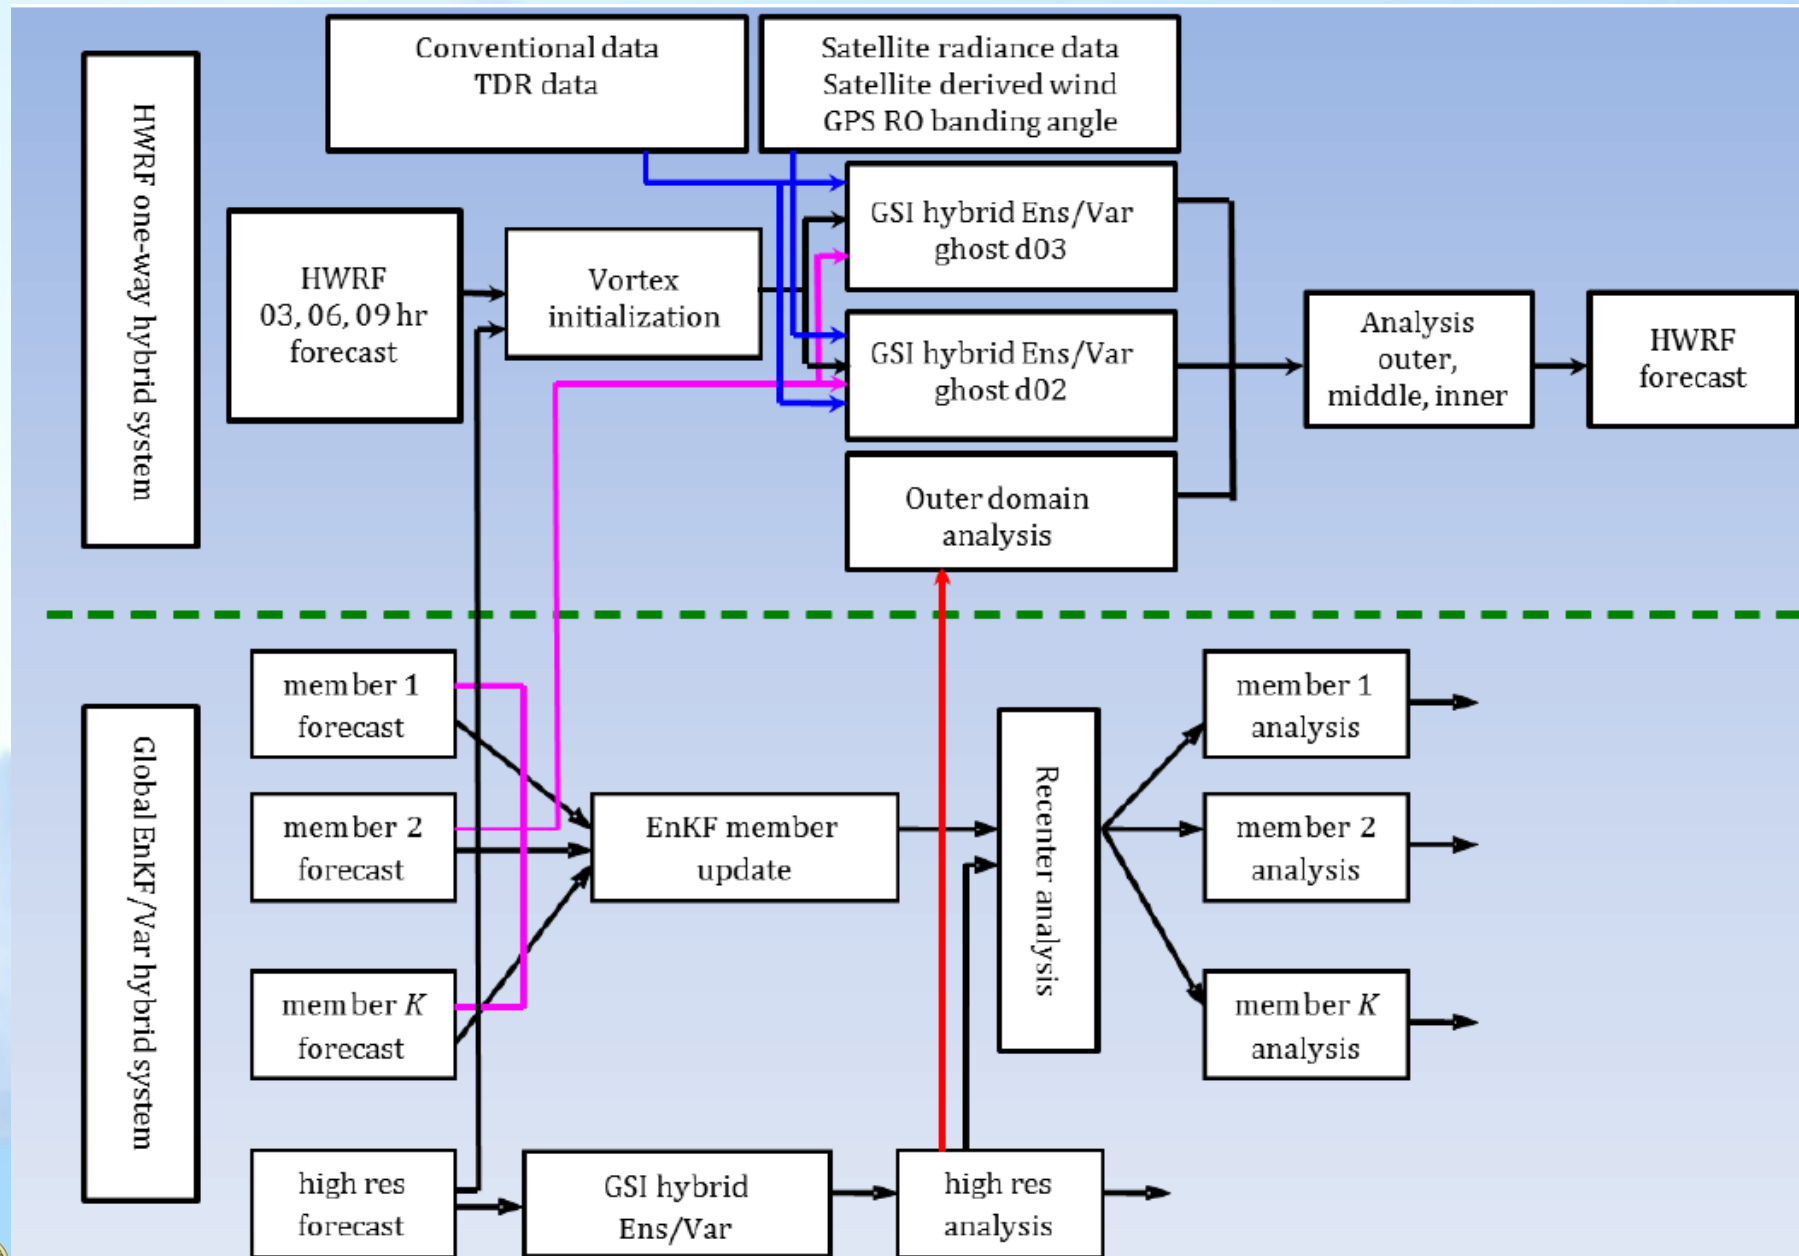 HWRF one-way hybrid system
Conventional data
TDR data
Satellite radiance data
Satellite derived wind
GPS RO banding angle
HWRF
03, 06, 09 hr
forecast
Vortex
initialization
GSI hybrid Ens/Var
ghost d03
GSI hybrid Ens/Var
ghost d02
Outer domain
analysis
Analysis
outer,
middle, inner
HWRF
forecast
Global EnKF/Var hybrid system
member 1
forecast
member 2
forecast
member K
forecast
high res
forecast
EnKF member
update
GSI hybrid
Ens/Var
high res
analysis
Recenter analysis
member 1
analysis
member 2
analysis
member K
analysis